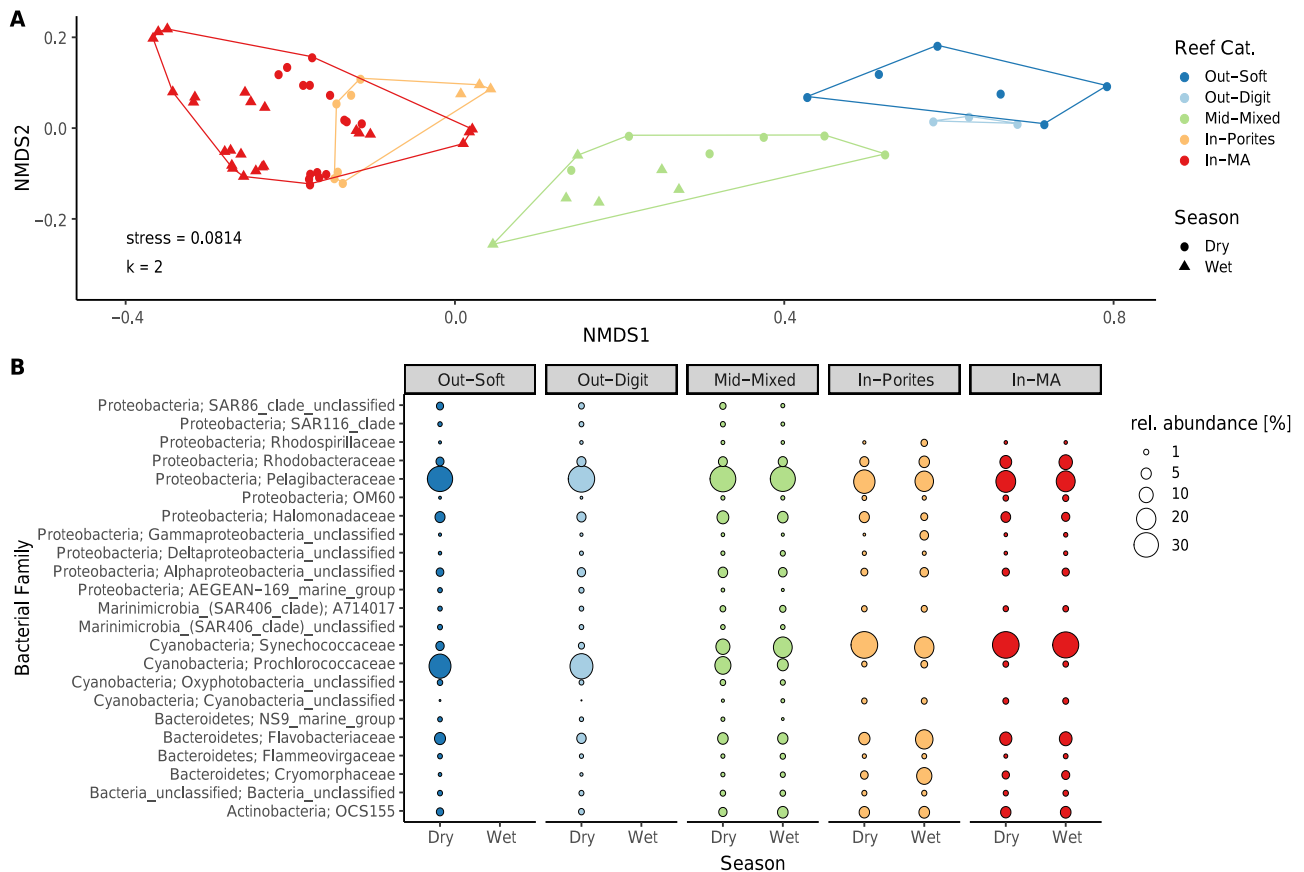 A
0.2
0.0
−0.2
NMDS2
stress = 0.0814
k = 2
−0.4
0.0
0.4
0.8
NMDS1
Reef Cat.
Out−Soft
Out−Digit
Mid−Mixed
In−Porites
In−MA
Season
Dry
Wet
B
Out−Soft
Out−Digit
Mid−Mixed
In−Porites
In−MA
Bacterial Family
Proteobacteria; SAR86_clade_unclassified
Proteobacteria; SAR116_clade
Proteobacteria; Rhodospirillaceae
Proteobacteria; Rhodobacteraceae
Proteobacteria; Pelagibacteraceae
Proteobacteria; OM60
Proteobacteria; Halomonadaceae
Proteobacteria; Gammaproteobacteria_unclassified
Proteobacteria; Deltaproteobacteria_unclassified
Proteobacteria; Alphaproteobacteria_unclassified
Proteobacteria; AEGEAN−169_marine_group
Marinimicrobia_(SAR406_clade); A714017
Marinimicrobia_(SAR406_clade)_unclassified
Cyanobacteria; Synechococcaceae
Cyanobacteria; Prochlorococcaceae
Cyanobacteria; Oxyphotobacteria_unclassified
Cyanobacteria; Cyanobacteria_unclassified
Bacteroidetes; NS9_marine_group
Bacteroidetes; Flavobacteriaceae
Bacteroidetes; Flammeovirgaceae
Bacteroidetes; Cryomorphaceae
Bacteria_unclassified; Bacteria_unclassified
Actinobacteria; OCS155
Dry Wet Dry Wet Dry Wet Dry Wet Dry Wet
Season
rel. abundance [%]
1
5
10
20
30